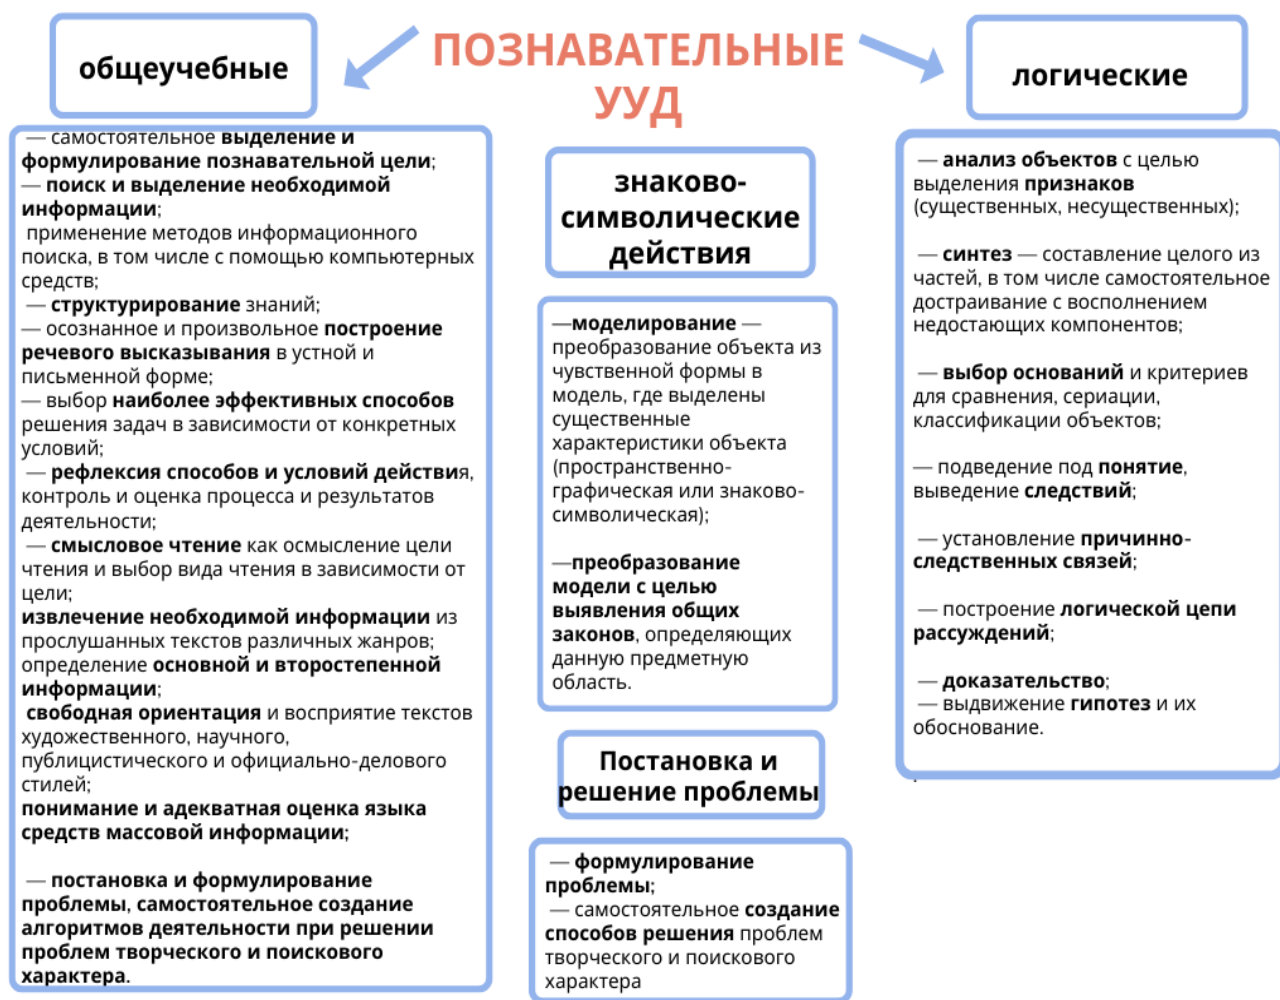 ПОЗНАВАТЕЛЬНЫЕ
УУД
общеучебные
— самостоятельное выделение и
формулирование познавательной цели;
— поиск и выделение необходимой
информации;
применение методов информационного
поиска, в том числе с помощью компьютерных
средств;
— структурирование знаний;
— осознанное и произвольное построение
речевого высказывания в устной и
письменной форме;
— выбор наиболее эффективных способов
решения задач в зависимости от конкретных
условий;
— рефлексия способов и условий действия,
контроль и оценка процесса и результатов
деятельности;
— смысловое чтение как осмысление цели
чтения и выбор вида чтения в зависимости от
цели;
извлечение необходимой информации из
прослушанных текстов различных жанров;
определение основной и второстепенной
информации;
свободная ориентация и восприятие текстов
художественного, научного,
публицистического и официально-делового
стилей;
понимание и адекватная оценка языка
средств массовой информации;
— постановка и формулирование
проблемы, самостоятельное создание
алгоритмов деятельности при решении
проблем творческого и поискового
характера.
знаково-
символические
действия
—моделирование —
преобразование объекта из
чувственной формы в
модель, где выделены
существенные
характеристики объекта
(пространственно-
графическая или знаково-
символическая);
—преобразование
модели с целью
выявления общих
законов, определяющих
данную предметную
область.
Постановка и
решение проблемы
— формулирование
проблемы;
— самостоятельное создание
способов решения проблем
творческого и поискового
характера
логические
— анализ объектов с целью
выделения признаков
(существенных, несущественных);
— синтез — составление целого из
частей, в том числе самостоятельное
достраивание с восполнением
недостающих компонентов;
— выбор оснований и критериев
для сравнения, сериации,
классификации объектов;
— подведение под понятие,
выведение следствий;
— установление причинно-
следственных связей;
— построение логической цепи
рассуждений;
— доказательство;
— выдвижение гипотез и их
обоснование.
.